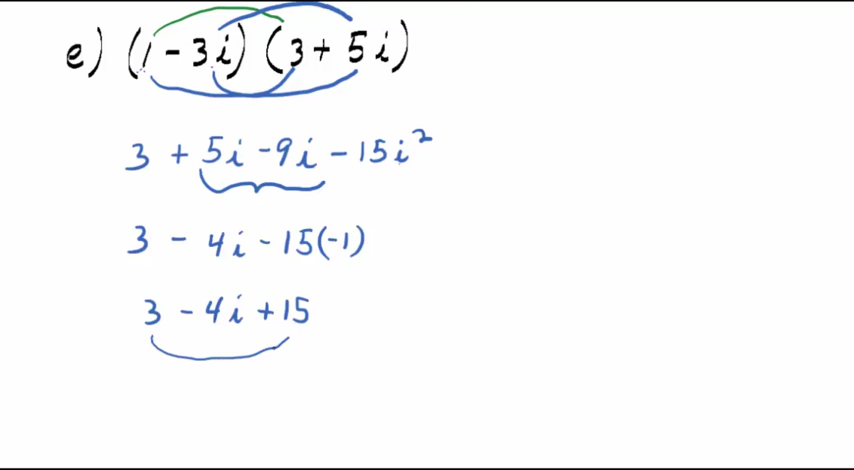 e) (1 - 3i) (3 + 5i)
3 + 5i - 9i - 15i²
3 - 4i - 15(-1)
3 - 4i + 15